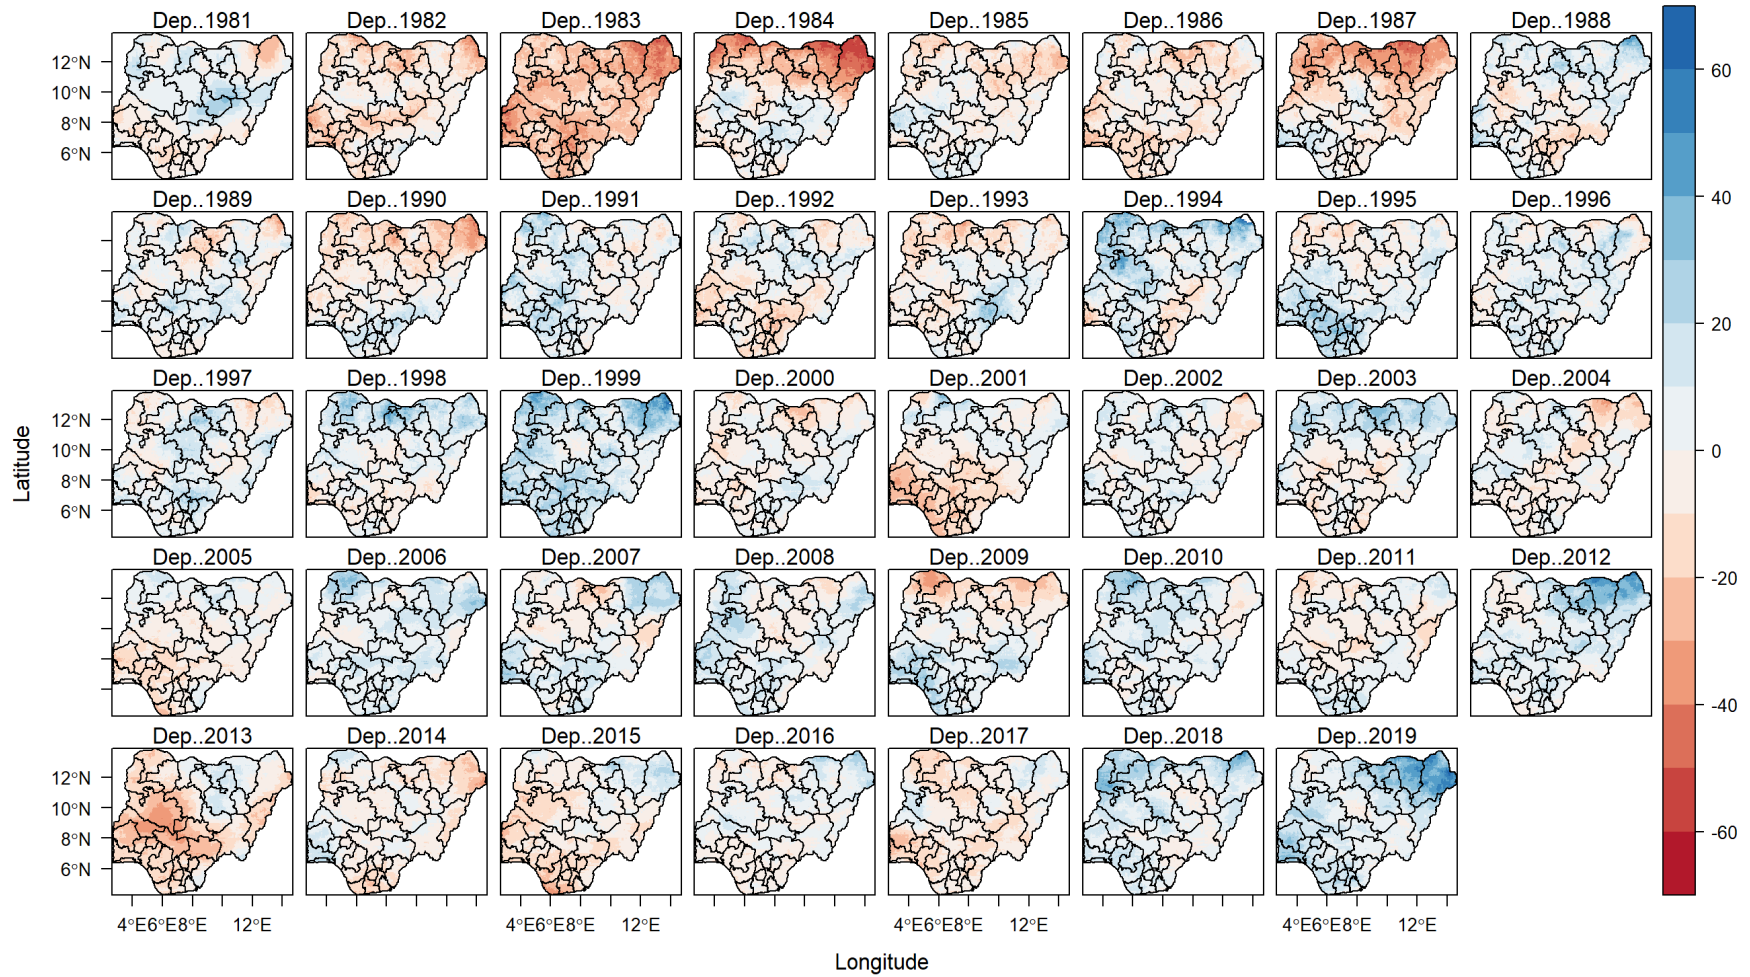 Dep..1981 Dep..1982 Dep..1983 Dep..1984 Dep..1985 Dep..1986 Dep..1987 Dep..1988
12°N
10°N
8°N
6°N
60
40
20
0
-20
-40
-60
Dep..1989 Dep..1990 Dep..1991 Dep..1992 Dep..1993 Dep..1994 Dep..1995 Dep..1996
Dep..1997 Dep..1998 Dep..1999 Dep..2000 Dep..2001 Dep..2002 Dep..2003 Dep..2004
12°N
10°N
8°N
6°N
Latitude
Dep..2005 Dep..2006 Dep..2007 Dep..2008 Dep..2009 Dep..2010 Dep..2011 Dep..2012
Dep..2013 Dep..2014 Dep..2015 Dep..2016 Dep..2017 Dep..2018 Dep..2019
12°N
10°N
8°N
6°N
4°E6°E8°E 12°E 4°E6°E8°E 12°E 4°E6°E8°E 12°E 4°E6°E8°E 12°E
Longitude